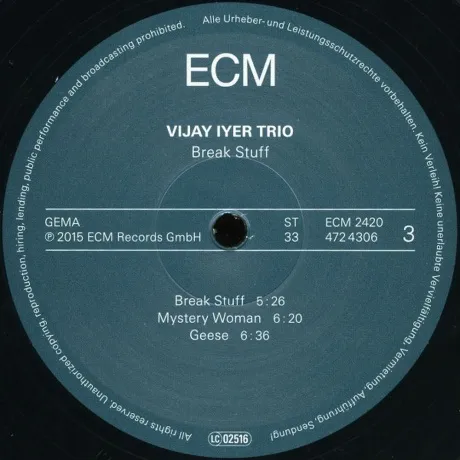 All rights reserved. Unauthorized copying, reproduction, hiring, lending, public performance and broadcasting prohibited.
Alle Urheber- und Leistungsschutzrechte vorbehalten. Kein Verleih! Keine unerlaubte Vervielfältigung, Vermietung, Aufführung, Sendung!
ECM
VIJAY IYER TRIO
Break Stuff
GEMA ST ECM 2420
℗ 2015 ECM Records GmbH 33 472 4306 3
Break Stuff 5:26
Mystery Woman 6:20
Geese 6:36
LC 02516